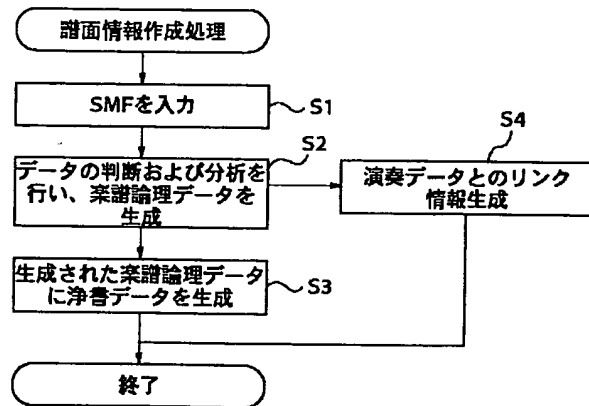 譜面情報作成処理
SMFを入力
S1
データの判断および分析を
行い、楽譜論理データを
生成
S2
演奏データとのリンク
情報生成
S4
生成された楽譜論理データ
に浄書データを生成
S3
終了